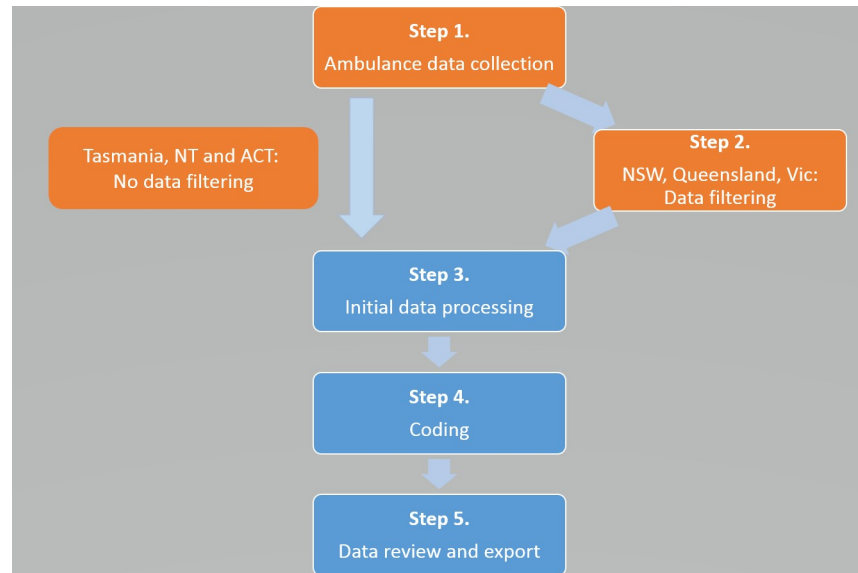 Step 1.
Ambulance data collection
Tasmania, NT and ACT:
No data filtering
Step 2.
NSW, Queensland, Vic:
Data filtering
Step 3.
Initial data processing
Step 4.
Coding
Step 5.
Data review and export